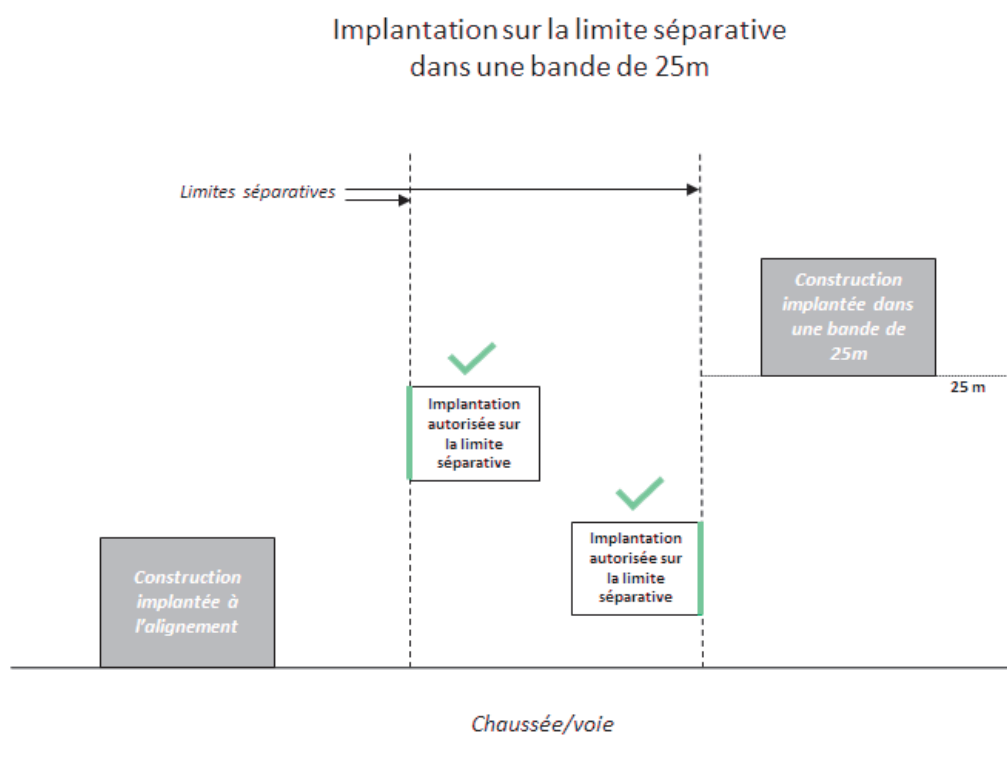 Implantation sur la limite séparative
dans une bande de 25m
Limites séparatives
Construction
implantée dans
une bande de
25m
25 m
Implantation
autorisée sur
la limite
séparative
Implantation
autorisée sur
la limite
séparative
Construction
implantée à
l'alignement
Chaussée/voie